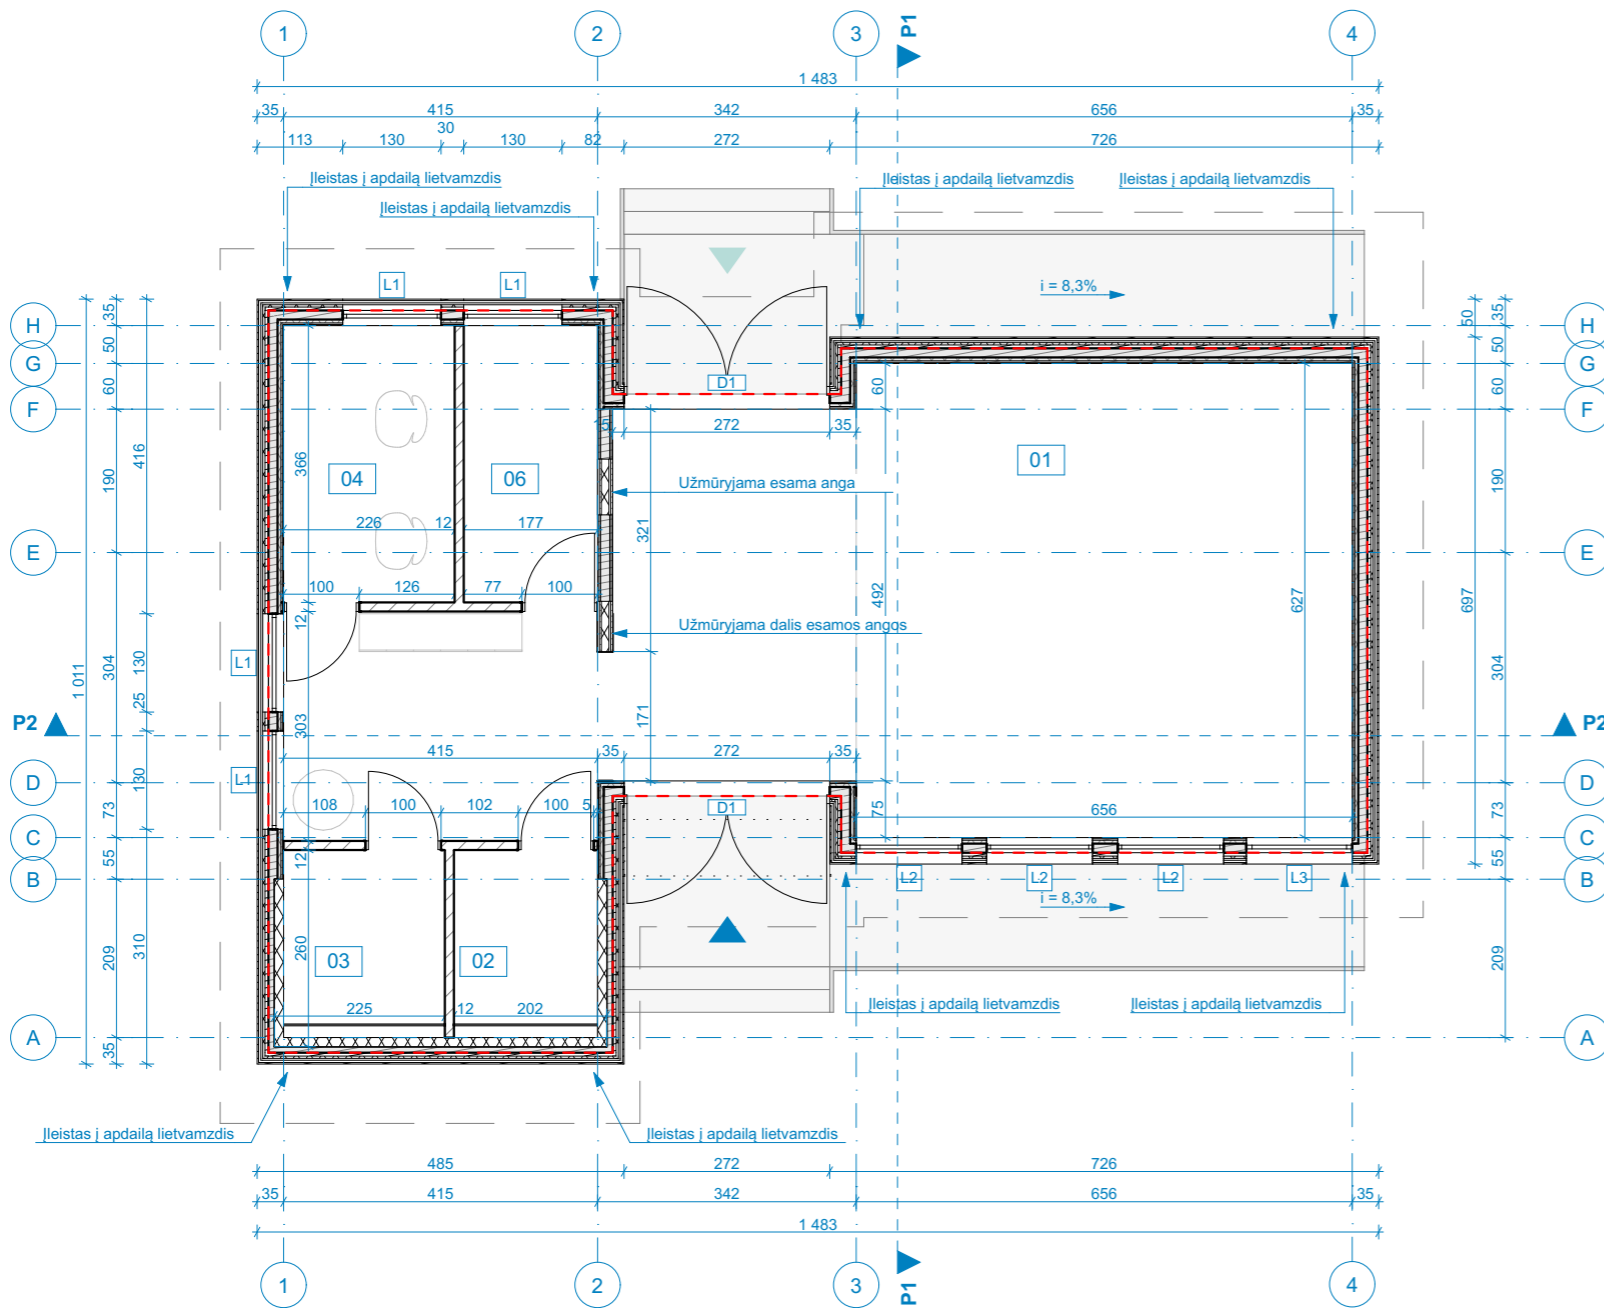 1 2 3 4
P1
1 483
35 415 342 656 35
30
113 130 130 82 272 726
Įleistas į apdailą lietvamzdis
Įleistas į apdailą lietvamzdis
Įleistas į apdailą lietvamzdis
Įleistas į apdailą lietvamzdis
L1 L1
i = 8,3%
H H
G G
F F
E E
D D
C C
B B
A A
35 50 60 190 304 73 55 209 35
416 130 25 130 310
1 011
50 697
35 50 60 190 304 73 55 209
D1
60
5 272 35
01
04 06
366
Užmūryjama esama anga
226 12 177
321
492
627
100 126 77 100
12
Užmūryjama dalis esamos angos
L1
303
171
P2 P2
415 35 272 35
L1
108 100 102 100 5
D1
75
656
12
L2 L2 L2 L3
i = 8,3%
260
03 02
225 12 202
Įleistas į apdailą lietvamzdis
Įleistas į apdailą lietvamzdis
Įleistas į apdailą lietvamzdis
Įleistas į apdailą lietvamzdis
485 272 726
35 415 342 656 35
1 483
1 2 3 4
P1